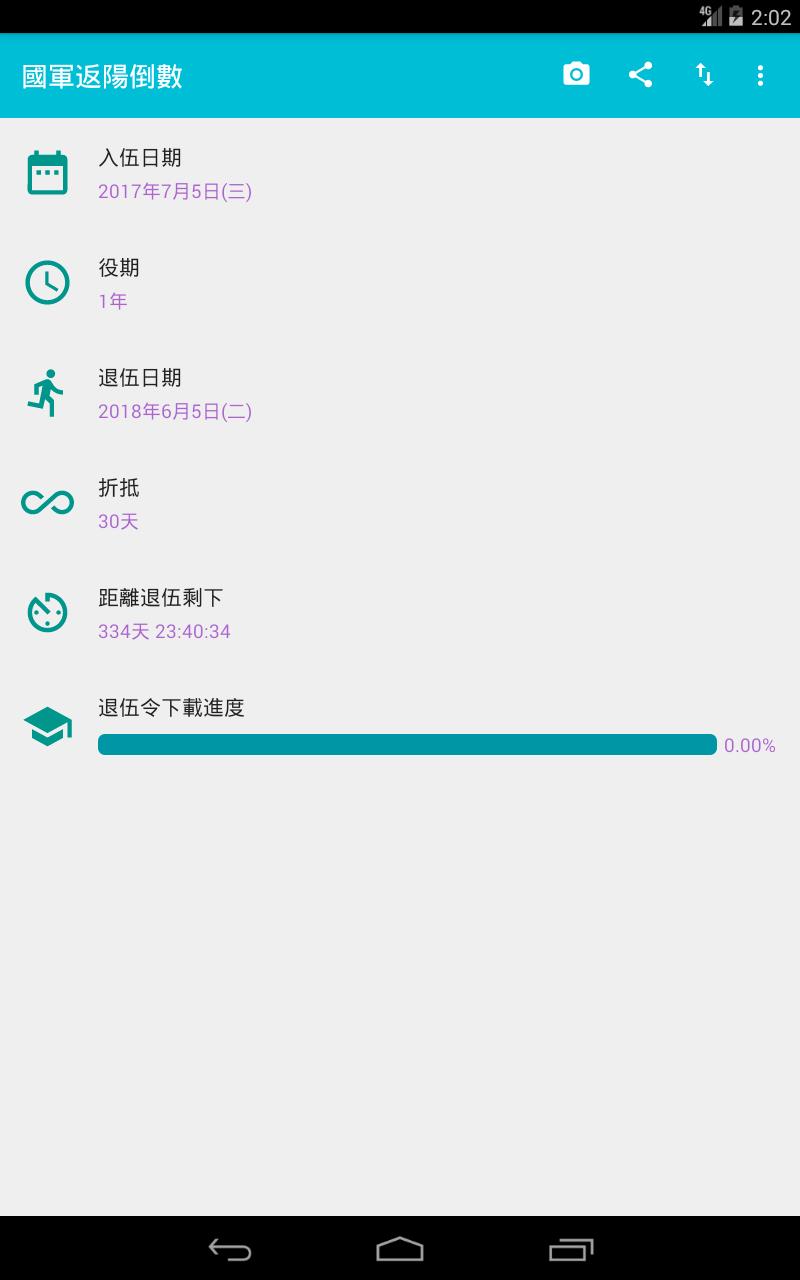 4G 2:02
國軍返陽倒數
入伍日期
2017年7月5日(三)
役期
1年
退伍日期
2018年6月5日(二)
折抵
30天
距離退伍剩下
334天 23:40:34
退伍令下載進度
0.00%